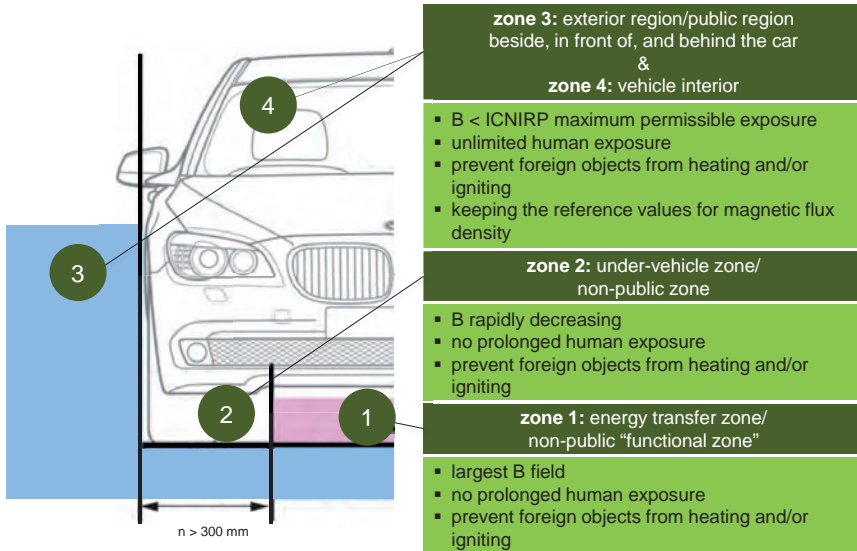 zone 3: exterior region/public region
beside, in front of, and behind the car
&
zone 4: vehicle interior
▪ B < ICNIRP maximum permissible exposure
▪ unlimited human exposure
▪ prevent foreign objects from heating and/or
igniting
▪ keeping the reference values for magnetic flux
density
zone 2: under-vehicle zone/
non-public zone
▪ B rapidly decreasing
▪ no prolonged human exposure
▪ prevent foreign objects from heating and/or
igniting
zone 1: energy transfer zone/
non-public “functional zone”
▪ largest B field
▪ no prolonged human exposure
▪ prevent foreign objects from heating and/or
igniting
4
3
2
1
n > 300 mm